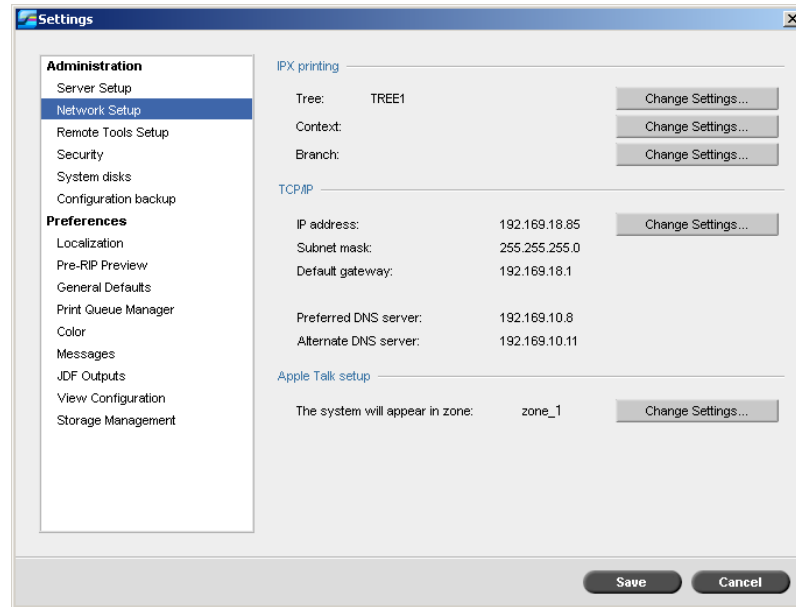 Settings
Administration
Server Setup
Network Setup
Remote Tools Setup
Security
System disks
Configuration backup
Preferences
Localization
Pre-RIP Preview
General Defaults
Print Queue Manager
Color
Messages
JDF Outputs
View Configuration
Storage Management
IPX printing
Tree: TREE1 Change Settings...
Context: Change Settings...
Branch: Change Settings...
TCP/IP
IP address: 192.169.18.85 Change Settings...
Subnet mask: 255.255.255.0
Default gateway: 192.169.18.1
Preferred DNS server: 192.169.10.8
Alternate DNS server: 192.169.10.11
Apple Talk setup
The system will appear in zone: zone_1 Change Settings...
Save Cancel